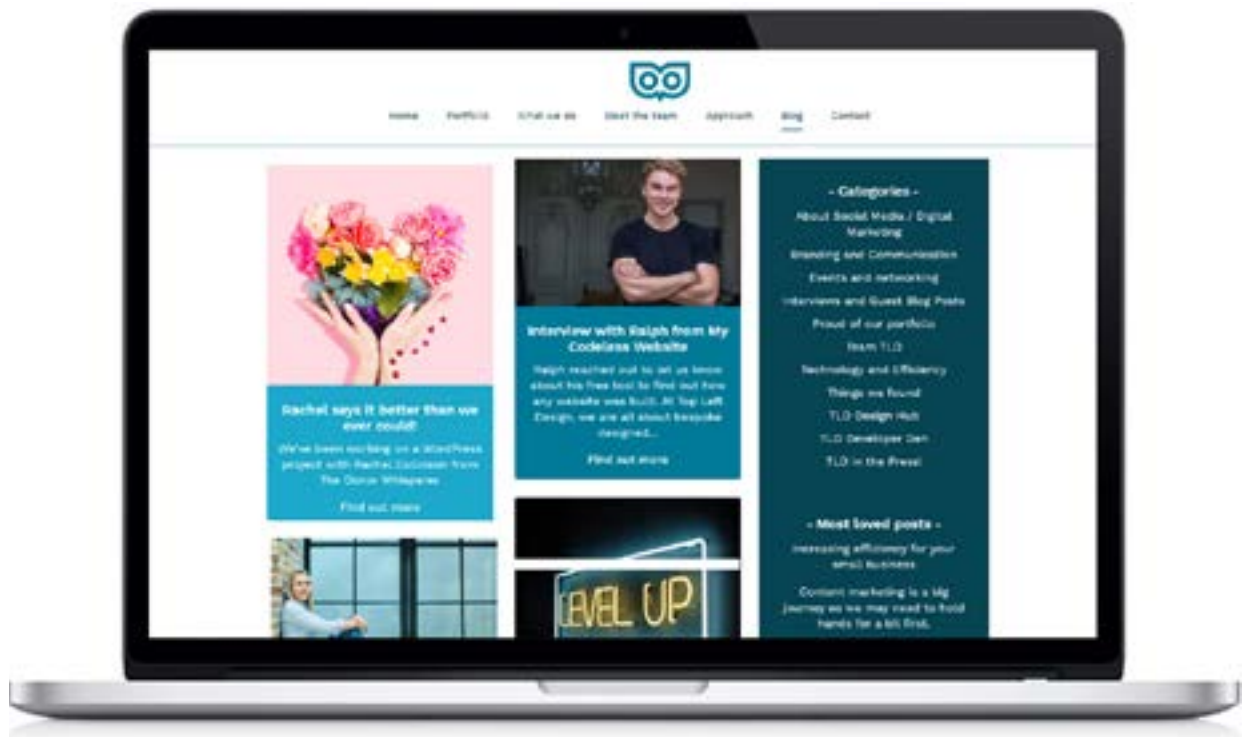 Home Portfolio What we do Meet the team Approach Blog Contact
Rachel says it better than we
ever could!
We've been working on a WordPress
project with Rachel Collinson from
The Donor Whisperer
Find out more
Interview with Ralph from My
Codeless Website
Ralph reached out to let us know
about his free tool to find out how
any website was built. At Top Left
Design, we are all about bespoke
designed...
Find out more
LEVEL UP
- Categories -
About Social Media / Digital
Marketing
Branding and Communication
Events and networking
Interviews and Guest Blog Posts
Proud of our portfolio
Team TLD
Technology and Efficiency
Things we found
TLD Design Hub
TLD Developer Den
TLD in the Press!
- Most loved posts -
Increasing efficiency for your
small business
Content marketing is a big
journey so we may need to hold
hands for a bit first.